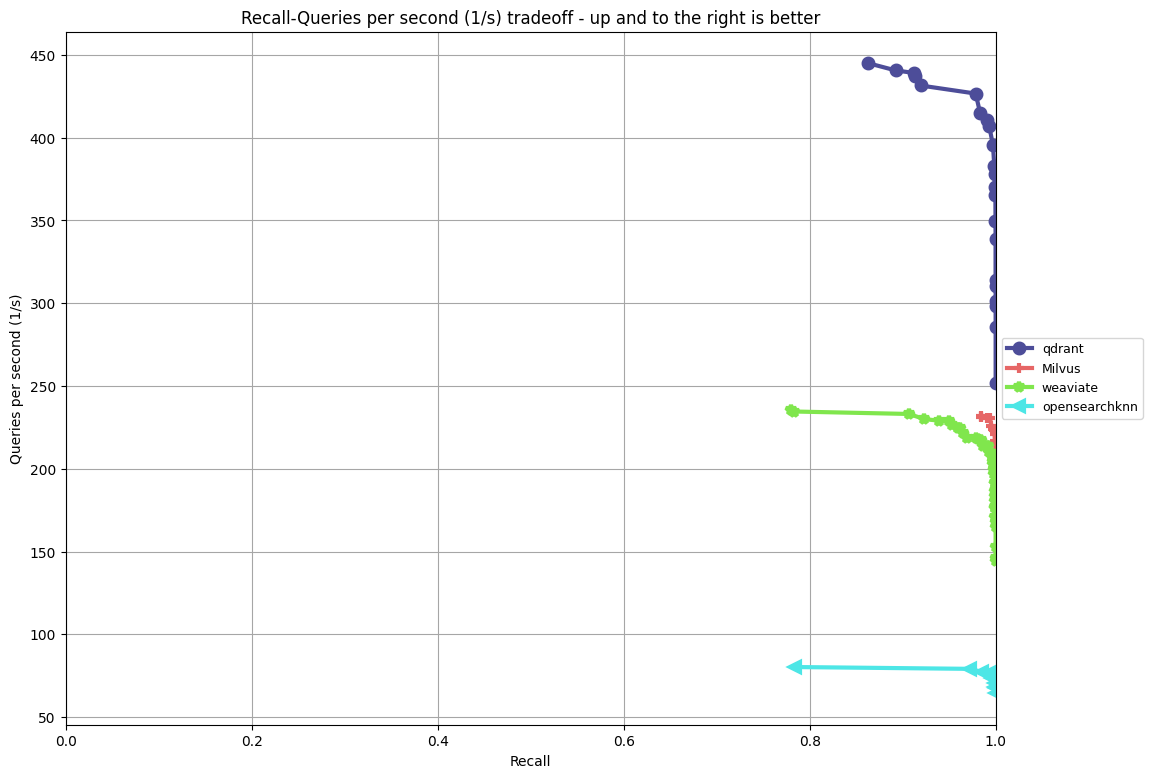 Recall-Queries per second (1/s) tradeoff - up and to the right is better
Queries per second (1/s)
450
400
350
300
250
200
150
100
50
0.0 0.2 0.4 0.6 0.8 1.0
Recall
qdrant
Milvus
weaviate
opensearchknn